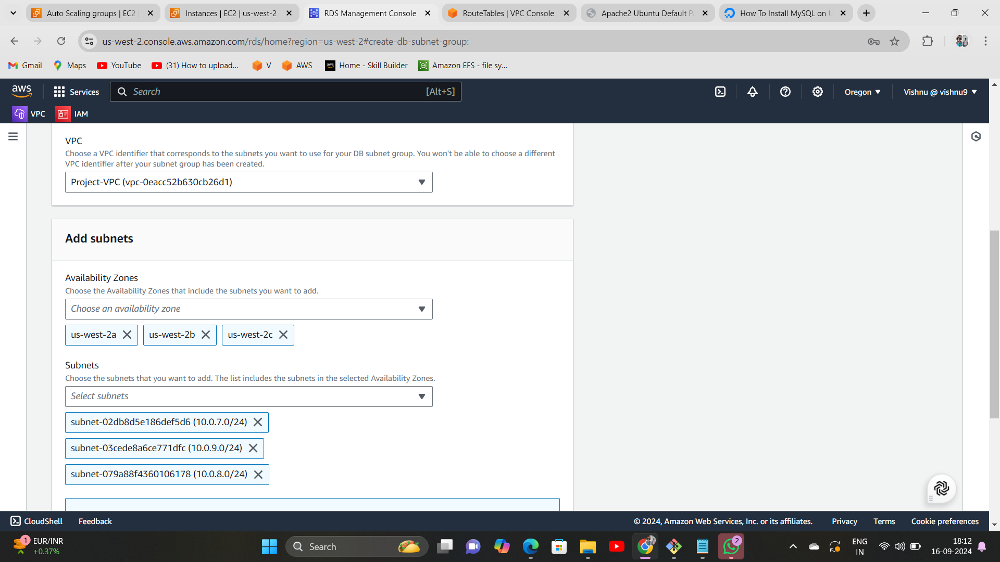 Auto Scaling groups | EC2
Instances | EC2 | us-west-2
RDS Management Console
RouteTables | VPC Console
Apache2 Ubuntu Default P
How To Install MySQL on U
us-west-2.console.aws.amazon.com/rds/home?region=us-west-2#create-db-subnet-group:
Gmail
Maps
YouTube
(31) How to upload...
V
AWS
aws
Home - Skill Builder
Amazon EFS - file sy...
aws
Services
Search
[Alt+S]
Oregon
Vishnu @ vishnu9
VPC
IAM
VPC
Choose a VPC identifier that corresponds to the subnets you want to use for your DB subnet group. You won't be able to choose a different
VPC identifier after your subnet group has been created.
Project-VPC (vpc-0eacc52b630cb26d1)
Add subnets
Availability Zones
Choose the Availability Zones that include the subnets you want to add.
Choose an availability zone
us-west-2a
us-west-2b
us-west-2c
Subnets
Choose the subnets that you want to add. The list includes the subnets in the selected Availability Zones.
Select subnets
subnet-02db8d5e186def5d6 (10.0.7.0/24)
subnet-03cede8a6ce771dfc (10.0.9.0/24)
subnet-079a88f4360106178 (10.0.8.0/24)
CloudShell
Feedback
© 2024, Amazon Web Services, Inc. or its affiliates.
Privacy
Terms
Cookie preferences
1
EUR/INR
+0.37%
Search
2
ENG
IN
18:12
16-09-2024